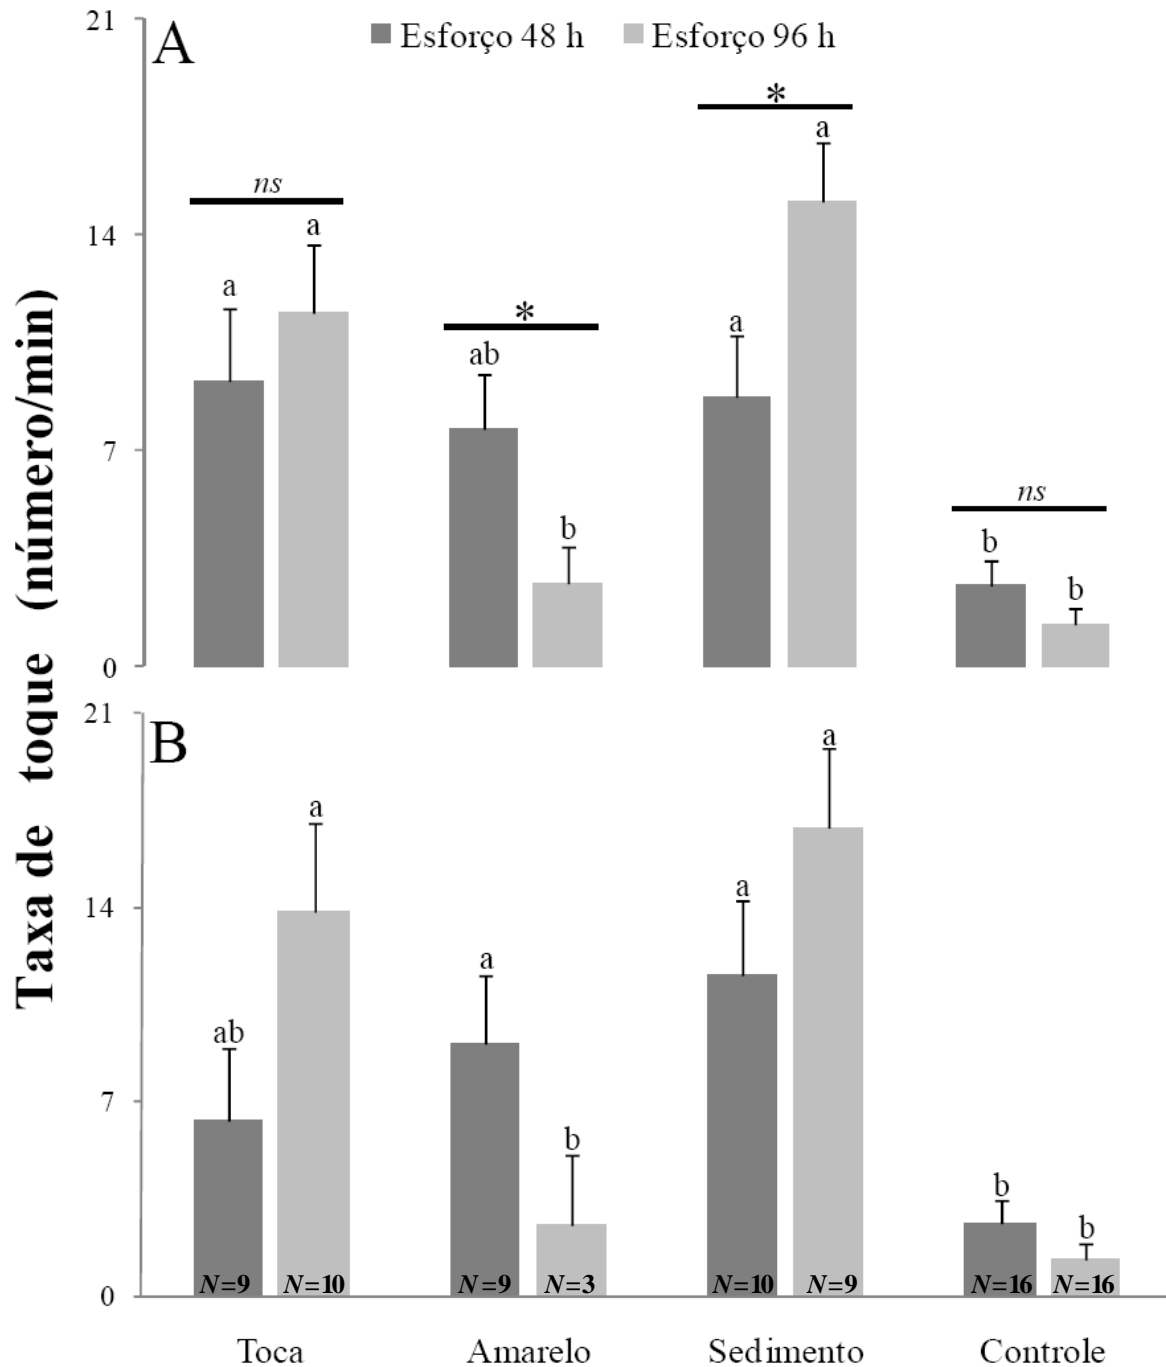 21
A
Esforço 48 h
Esforço 96 h
*
a
ns
a
14
a
*
a
ab
7
ns
b
b
b
0
Taxa de toque (número/min)
21
B
a
a
a
14
a
ab
7
b
b
b
0
N=9
N=10
N=9
N=3
N=10
N=9
N=16
N=16
Toca
Amarelo
Sedimento
Controle